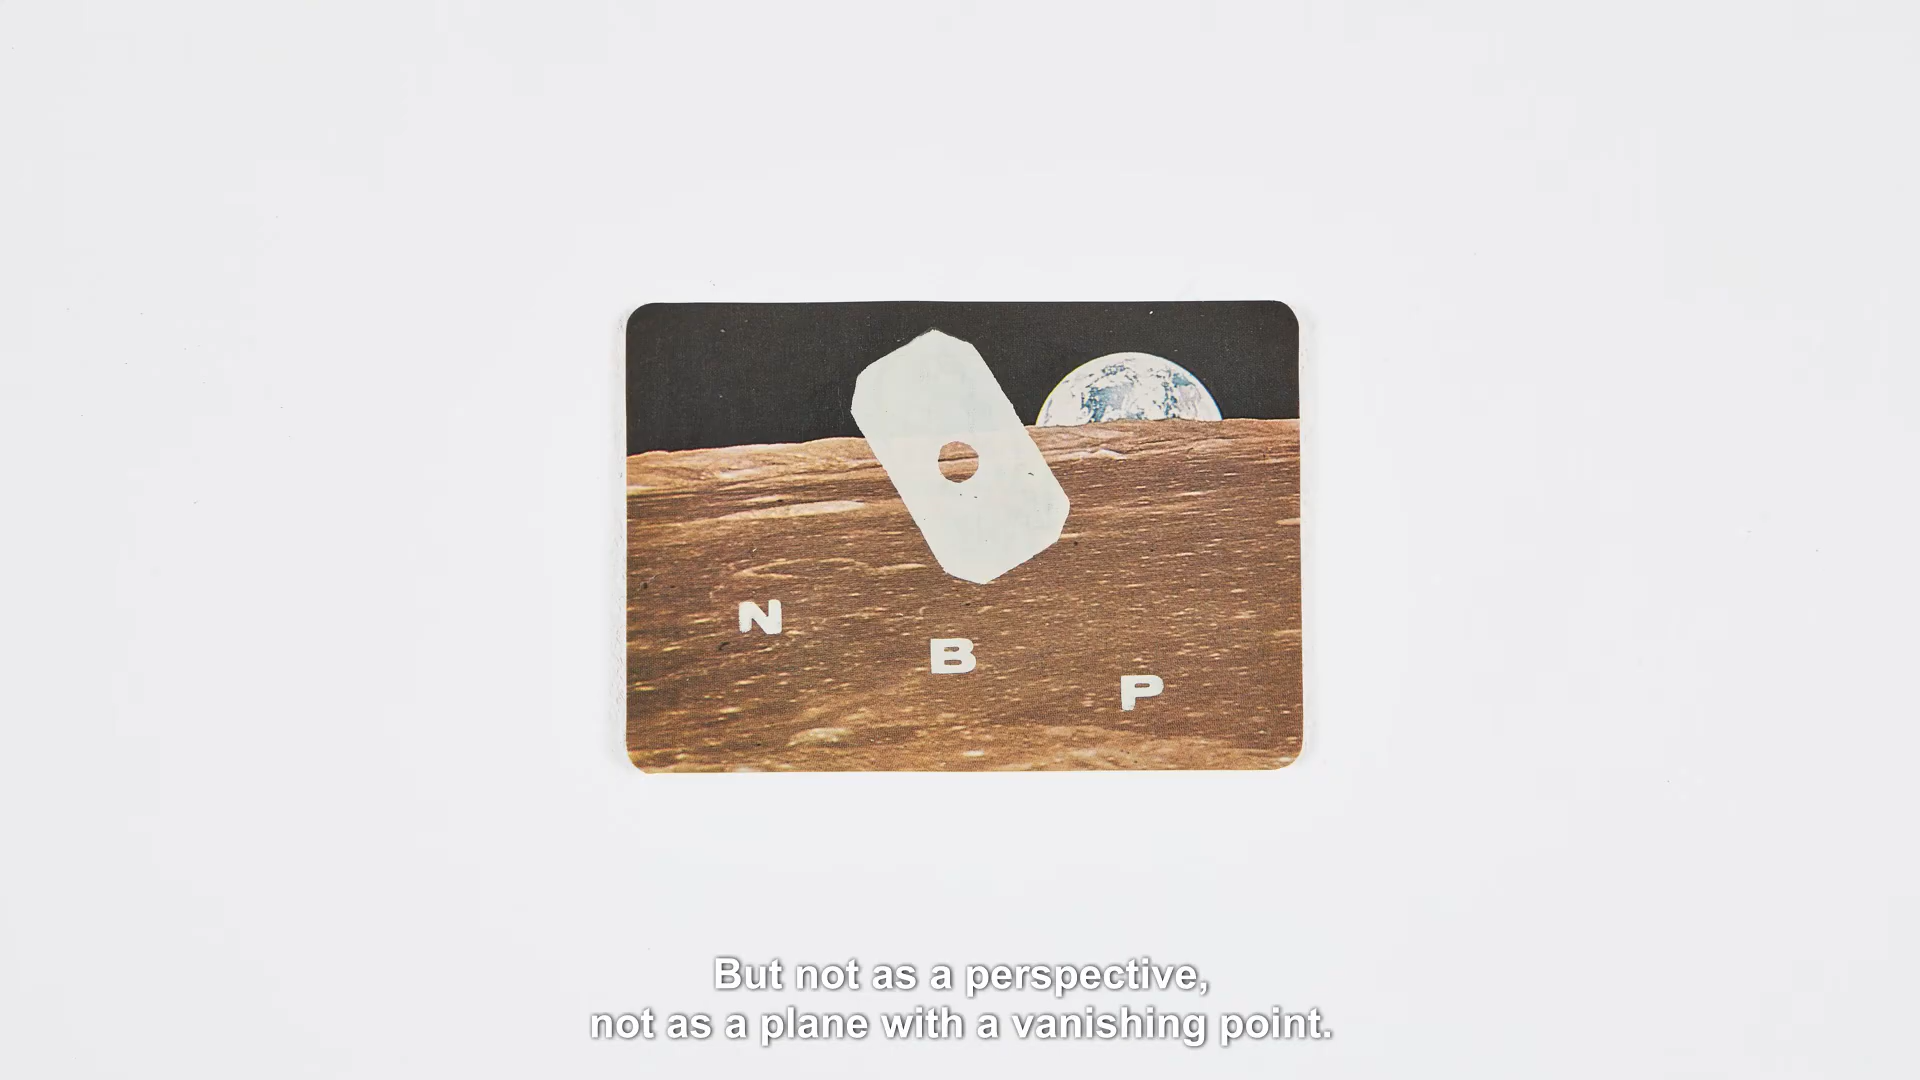 N
B
P
But not as a perspective,
not as a plane with a vanishing point.